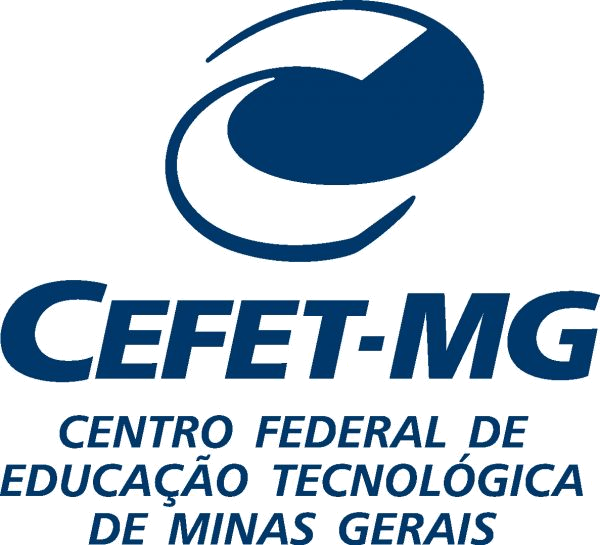 CEFET-MG
CENTRO FEDERAL DE
EDUCAÇÃO TECNOLÓGICA
DE MINAS GERAIS